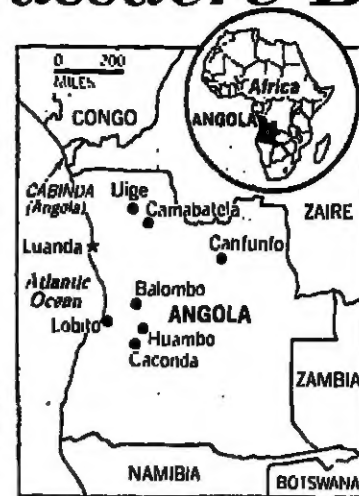 0 200
MILES
Africa
CONGO
ANGOLA
CABINDA
(Angola)
Uige
Camabatela
ZAIRE
Luanda
Canfunfo
Atlantic
Ocean
Balombo
Lobito
ANGOLA
Huambo
Caconda
ZAMBIA
NAMIBIA
BOTSWANA